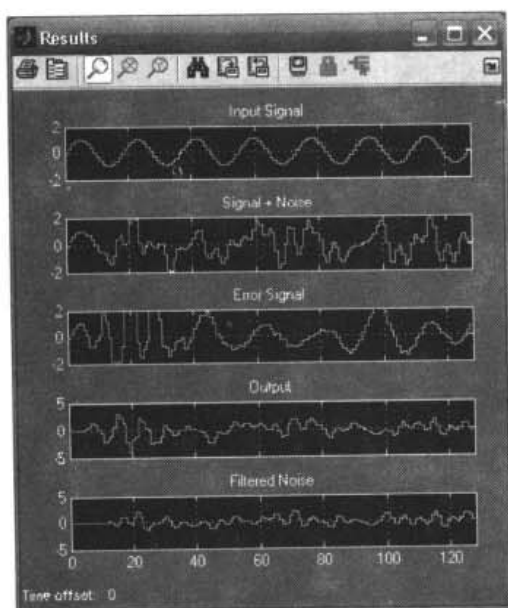 Results
Input Signal
2
0
-2
Signal + Noise
2
0
-2
Error Signal
2
0
-2
Output
5
0
-5
Filtered Noise
5
0
-5
0 20 40 60 80 100 120
Time offset: 0